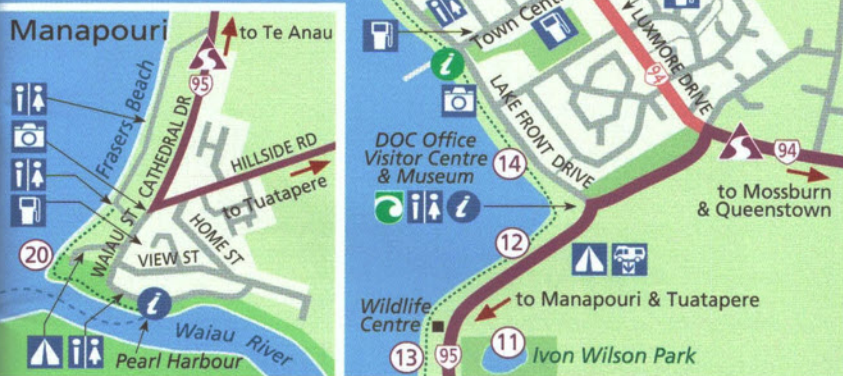 Manapouri
to Te Anau
95
Frasers Beach
CATHEDRAL DR
HILLSIDE RD
to Tuatapere
WAIAU ST
HOME ST
VIEW ST
20
i
Waiau River
Pearl Harbour
Town Centre
i
LUXMORE DRIVE
94
LAKE FRONT DRIVE
DOC Office
Visitor Centre
& Museum
i
14
94
to Mossburn
& Queenstown
12
to Manapouri & Tuatapere
Wildlife
Centre
13
95
11
Ivon Wilson Park